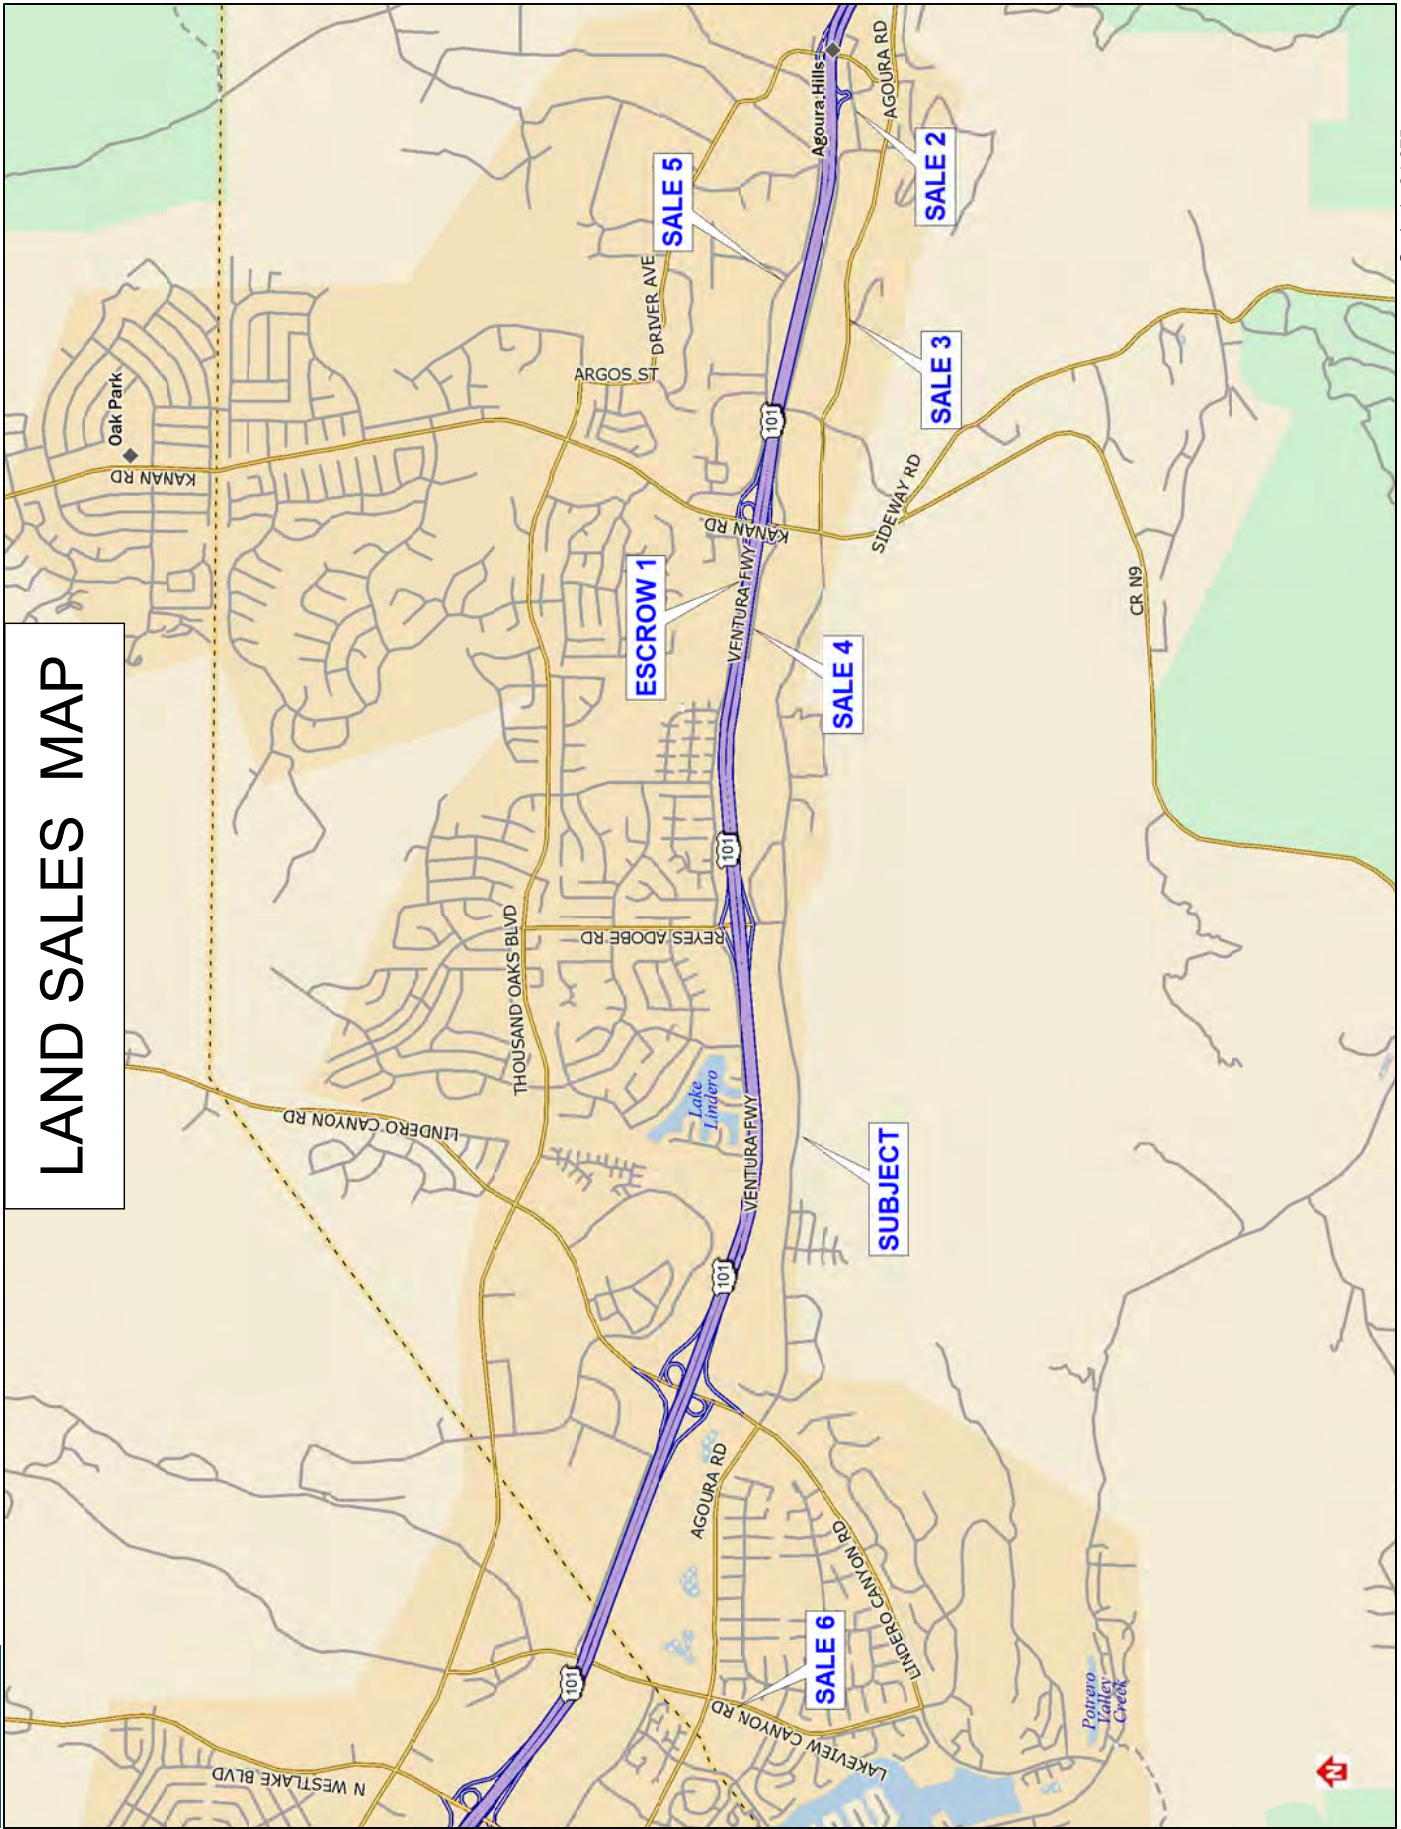 LAND SALES MAP
N WESTLAKE BLVD
LINDERO CANYON RD
KANAN RD
Oak Park
THOUSAND OAKS BLVD
REYES ADOBE RD
ARGOS ST
DRIVER AVE
Lake
Lindero
101
101
101
101
VENTURA FWY
VENTURA FWY
KANAN RD
KANAN RD
ESCROW 1
SALE 5
Agoura Hills
AGOURA RD
AGOURA RD
SALE 6
SUBJECT
SALE 4
SALE 3
SALE 2
LAKEVIEW CANYON RD
LINDERO CANYON RD
SIDEWAY RD
CR N9
Potrero
Valley
Creek
N